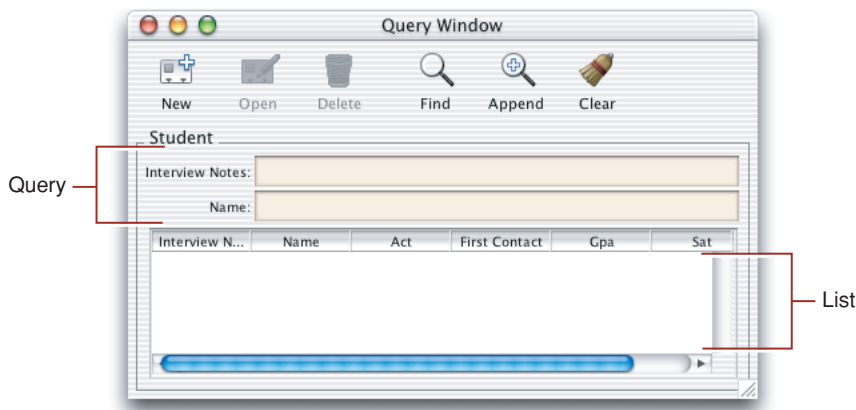 Query Window
New Open Delete Find Append Clear
Student
Query
Interview Notes:
Name:
Interview N... Name Act First Contact Gpa Sat
List